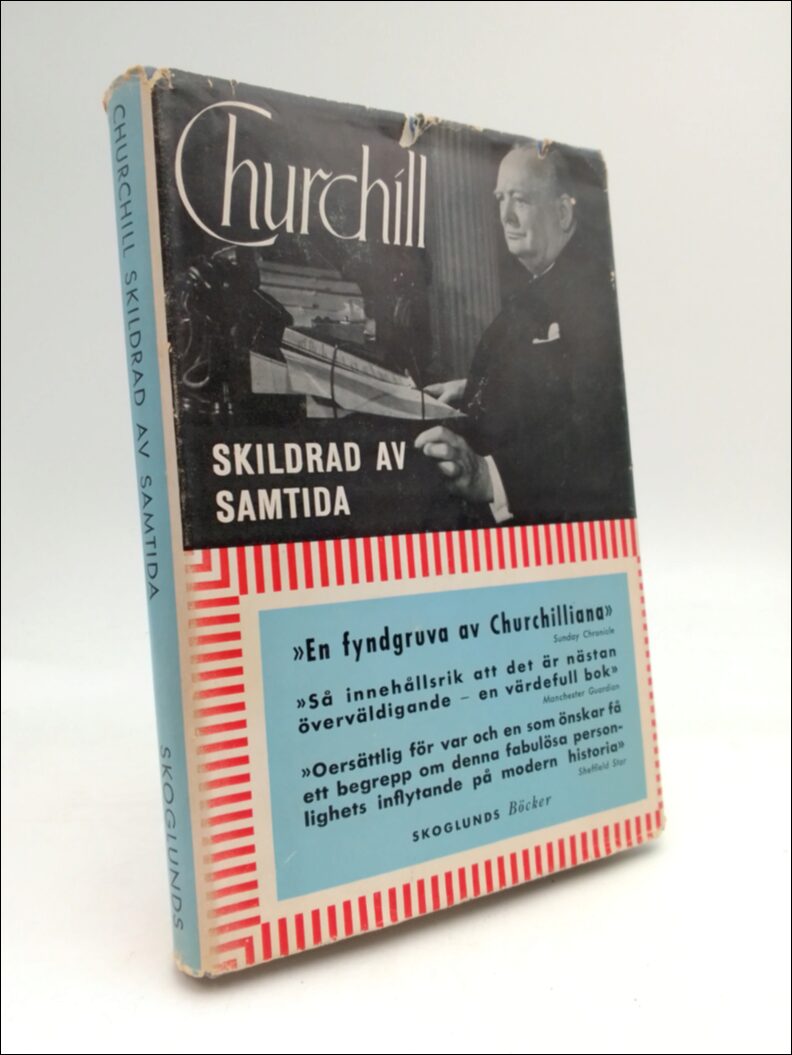 CHURCHILL SKILDRAD AV SAMTIDA
SKOGLUNDS
Churchill
SKILDRAD AV
SAMTIDA
»En fyndgruva av Churchilliana»
Sunday Chronicle
»Så innehållsrik att det är nästan
överväldigande – en värdefull bok»
Manchester Guardian
»Oersättlig för var och en som önskar få
ett begrepp om denna fabulösa person-
lighets inflytande på modern historia»
Sheffield Star
SKOGLUNDS Böcker